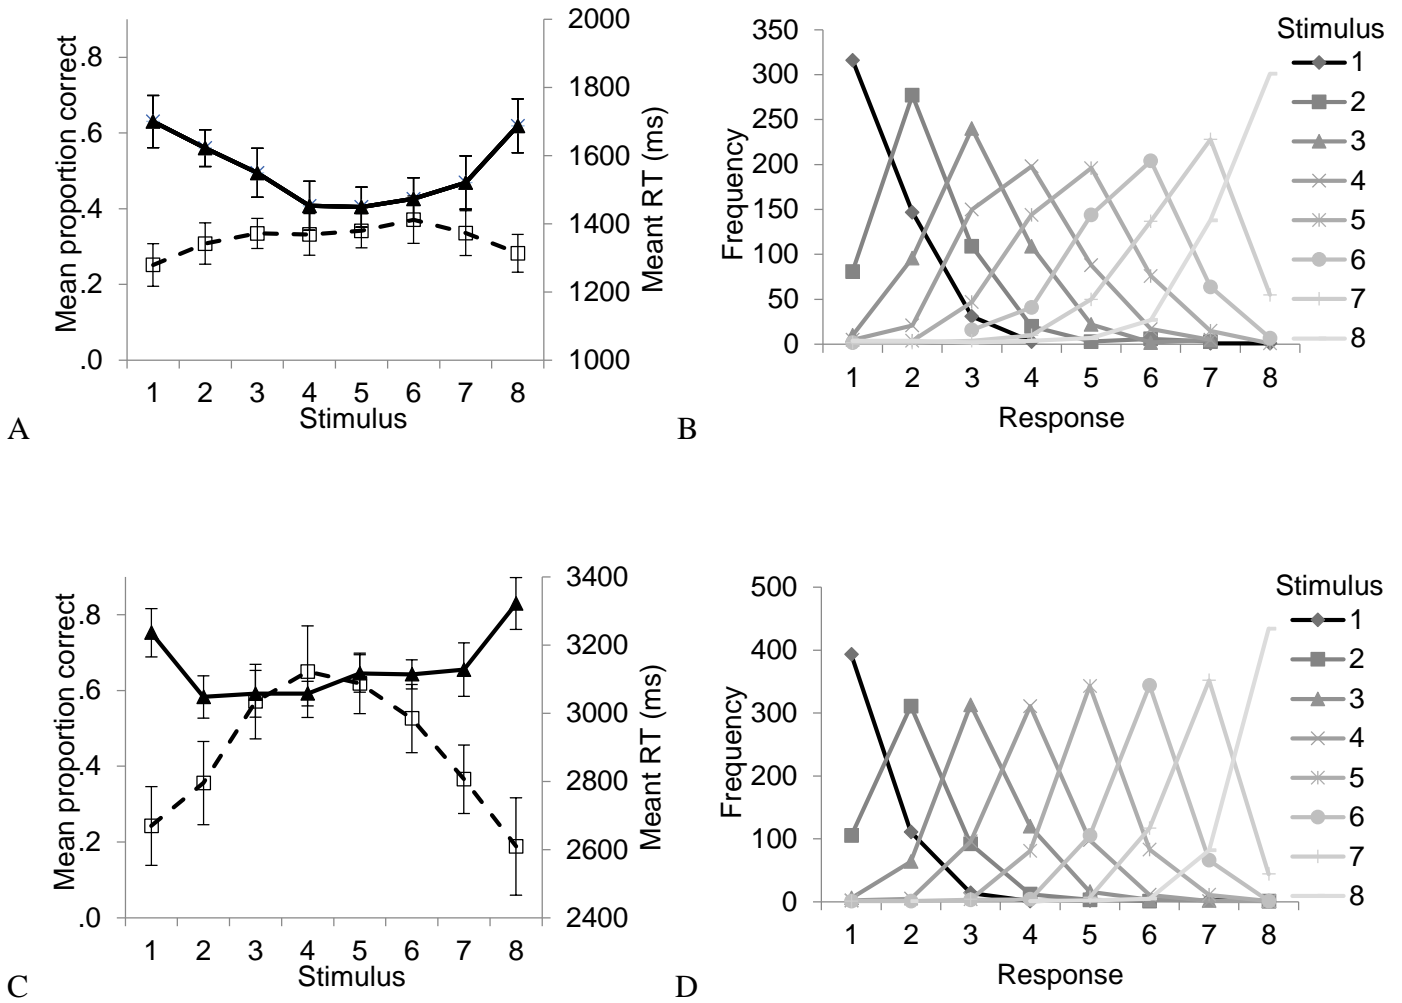 Mean proportion correct
.8
.6
.4
.2
.0
2000
1800
1600
1400
1200
1000
Meant RT (ms)
1 2 3 4 5 6 7 8
Stimulus
A
Frequency
350
300
250
200
150
100
50
0
1 2 3 4 5 6 7 8
Response
Stimulus
1
2
3
4
5
6
7
8
B
Mean proportion correct
.8
.6
.4
.2
.0
3400
3200
3000
2800
2600
2400
Meant RT (ms)
1 2 3 4 5 6 7 8
Stimulus
C
Frequency
500
400
300
200
100
0
1 2 3 4 5 6 7 8
Response
Stimulus
1
2
3
4
5
6
7
8
D